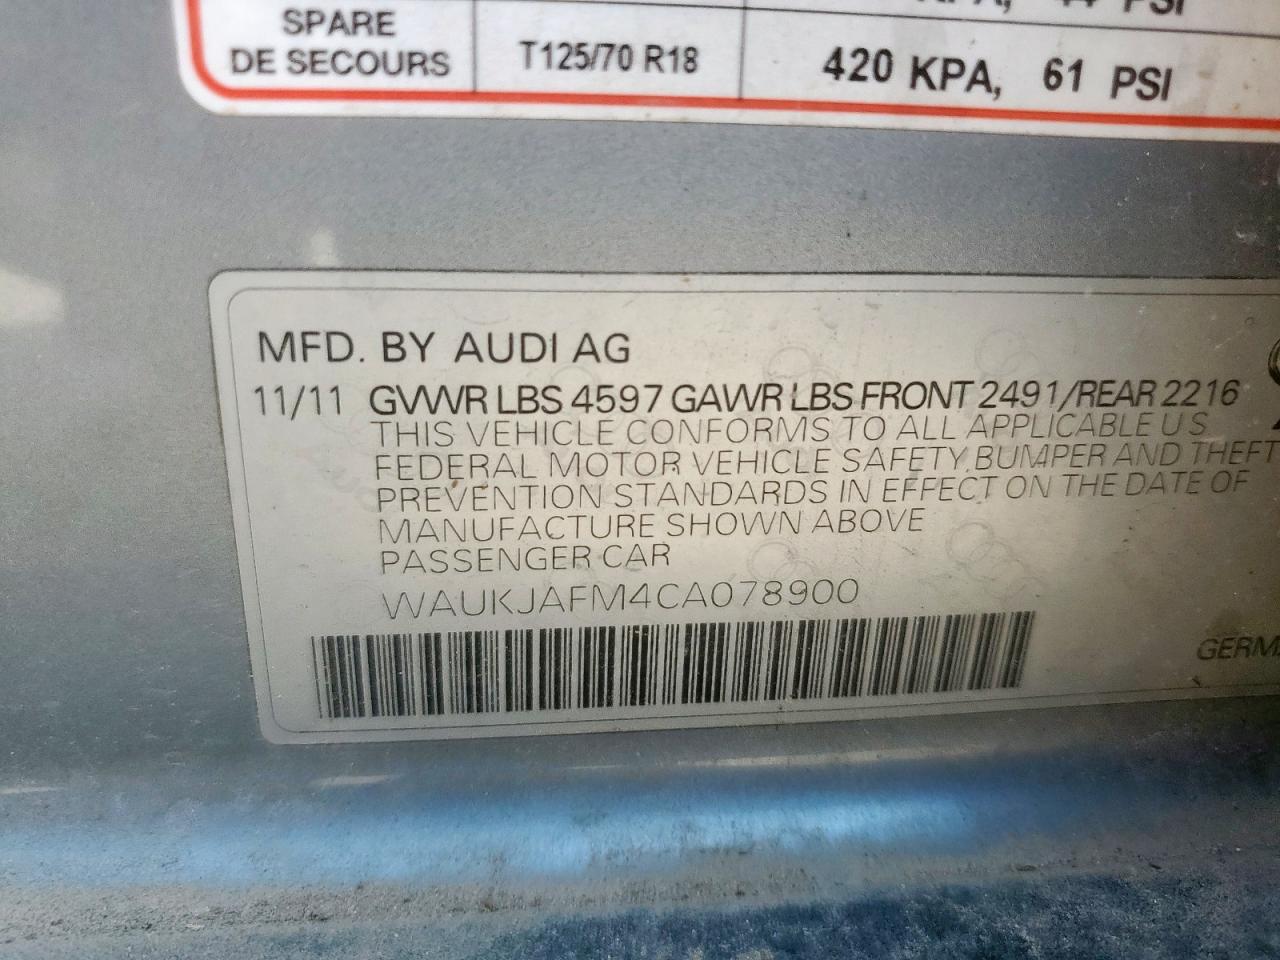 PSI
SPARE
DE SECOURS
T125/70 R18
420 KPA, 61 PSI
MFD. BY AUDI AG
11/11 GVWR LBS 4597 GAWR LBS FRONT 2491/REAR 2216
THIS VEHICLE CONFORMS TO ALL APPLICABLE U S
FEDERAL MOTOR VEHICLE SAFETY, BUMPER AND THEFT
PREVENTION STANDARDS IN EFFECT ON THE DATE OF
MANUFACTURE SHOWN ABOVE
PASSENGER CAR
WAUKJAFM4CA078900
GERMA